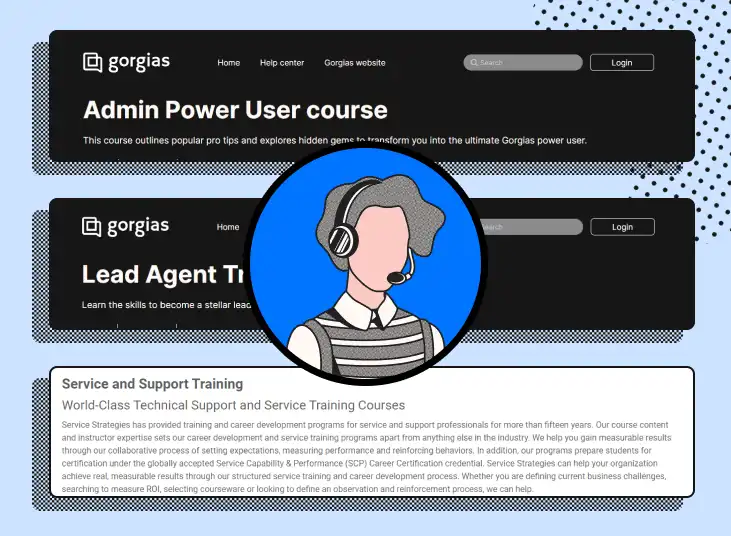 gorgias
Home Help center Gorgias website Search Login
Admin Power User course
This course outlines popular pro tips and explores hidden gems to transform you into the ultimate Gorgias power user.
gorgias
Home Search Login
Lead Agent Tr
Learn the skills to become a stellar lead
Service and Support Training
World-Class Technical Support and Service Training Courses
Service Strategies has provided training and career development programs for service and support professionals for more than fifteen years. Our course content
and instructor expertise sets our career development and service training programs apart from anything else in the industry. We help you gain measurable results
through our collaborative process of setting expectations, measuring performance and reinforcing behaviors. In addition, our programs prepare students for
certification under the globally accepted Service Capability & Performance (SCP) Career Certification credential. Service Strategies can help your organization
achieve real, measurable results through our structured service training and career development process. Whether you are defining current business challenges,
searching to measure ROI, selecting courseware or looking to define an observation and reinforcement process, we can help.